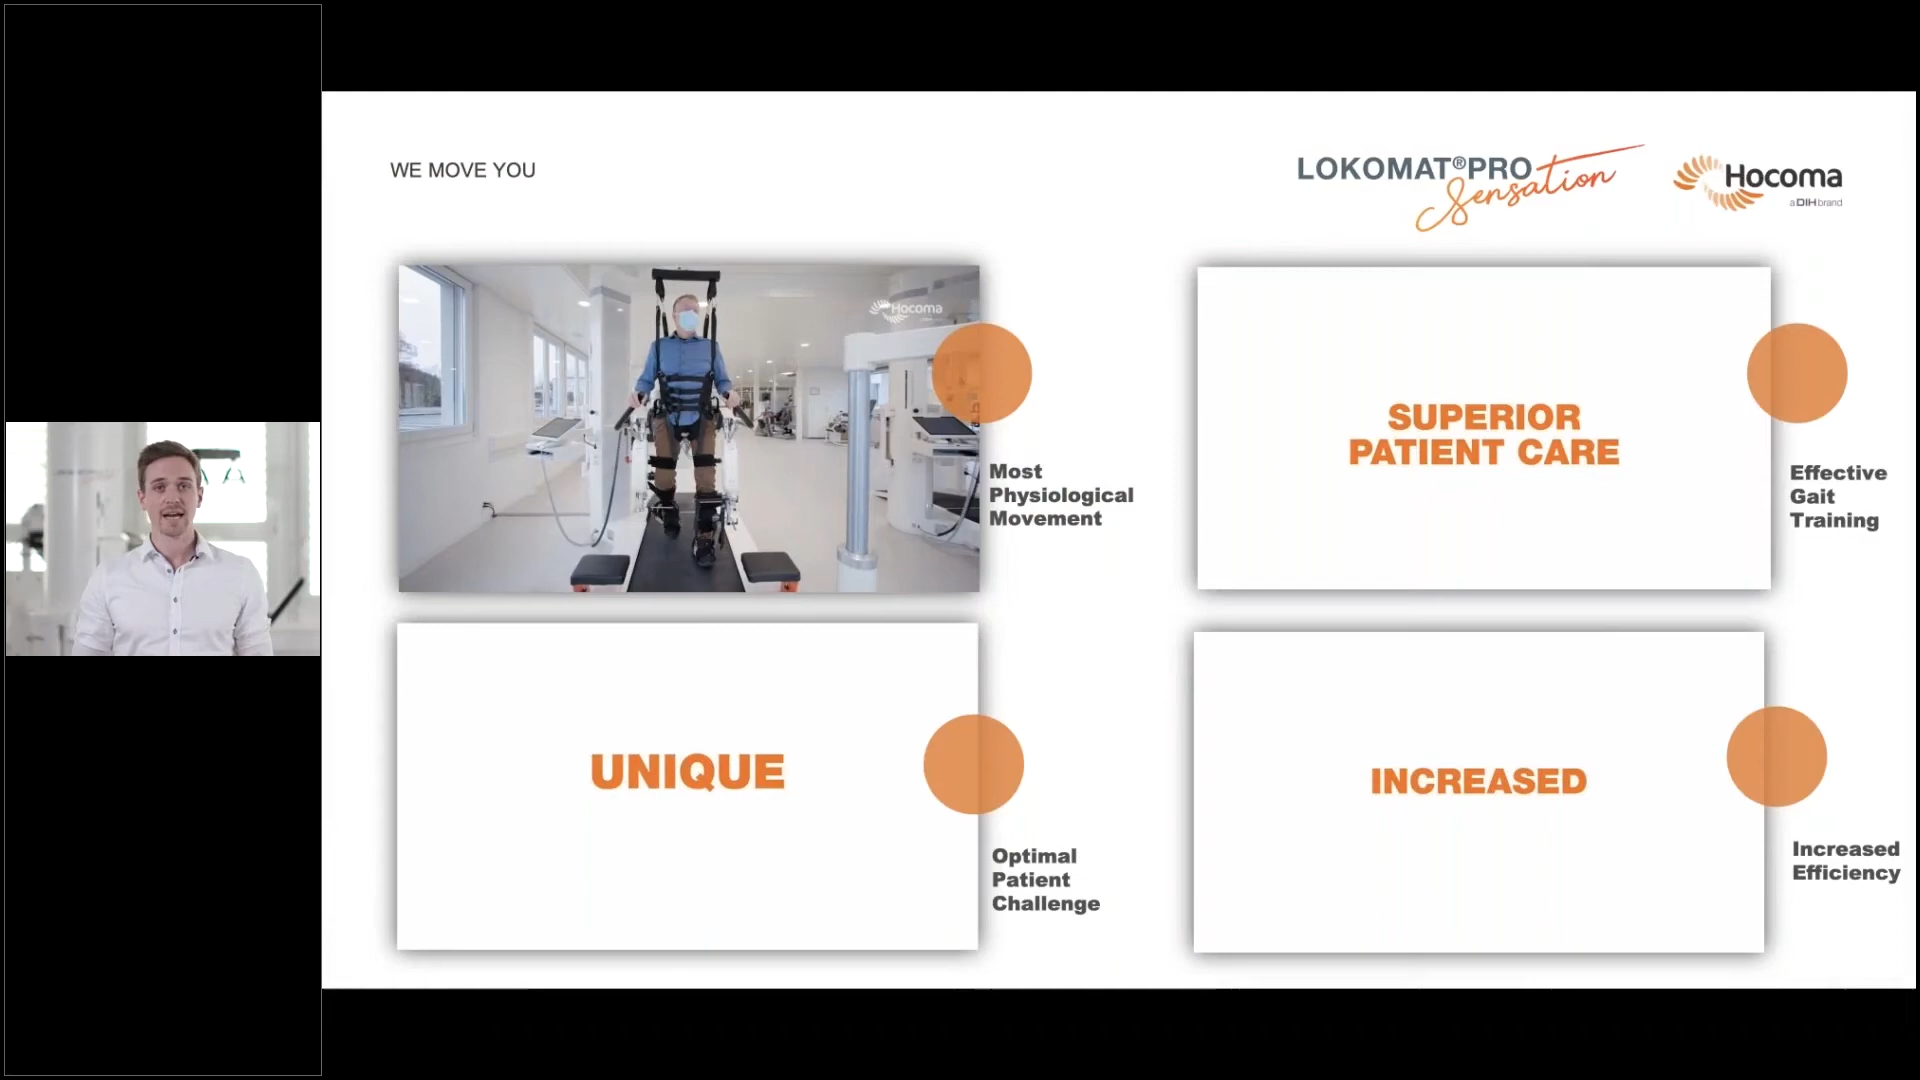 WE MOVE YOU
LOKOMAT®PRO
Sensation
Hocoma
a DIH brand
Hocoma
Most
Physiological
Movement
SUPERIOR
PATIENT CARE
Effective
Gait
Training
UNIQUE
Optimal
Patient
Challenge
INCREASED
Increased
Efficiency